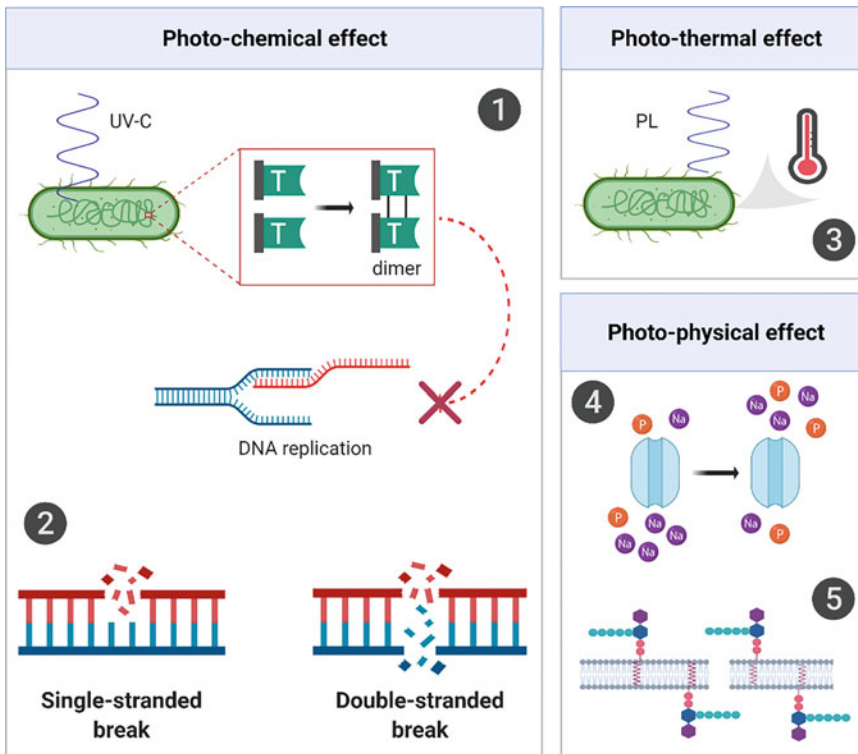 Photo-chemical effect
1
UV-C
T
T
T
T
dimer
DNA replication
2
Single-stranded
break
Double-stranded
break
Photo-thermal effect
PL
3
Photo-physical effect
4
P
Na
Na
P
Na
Na
P
P
Na
Na
Na
Na
Na
P
5